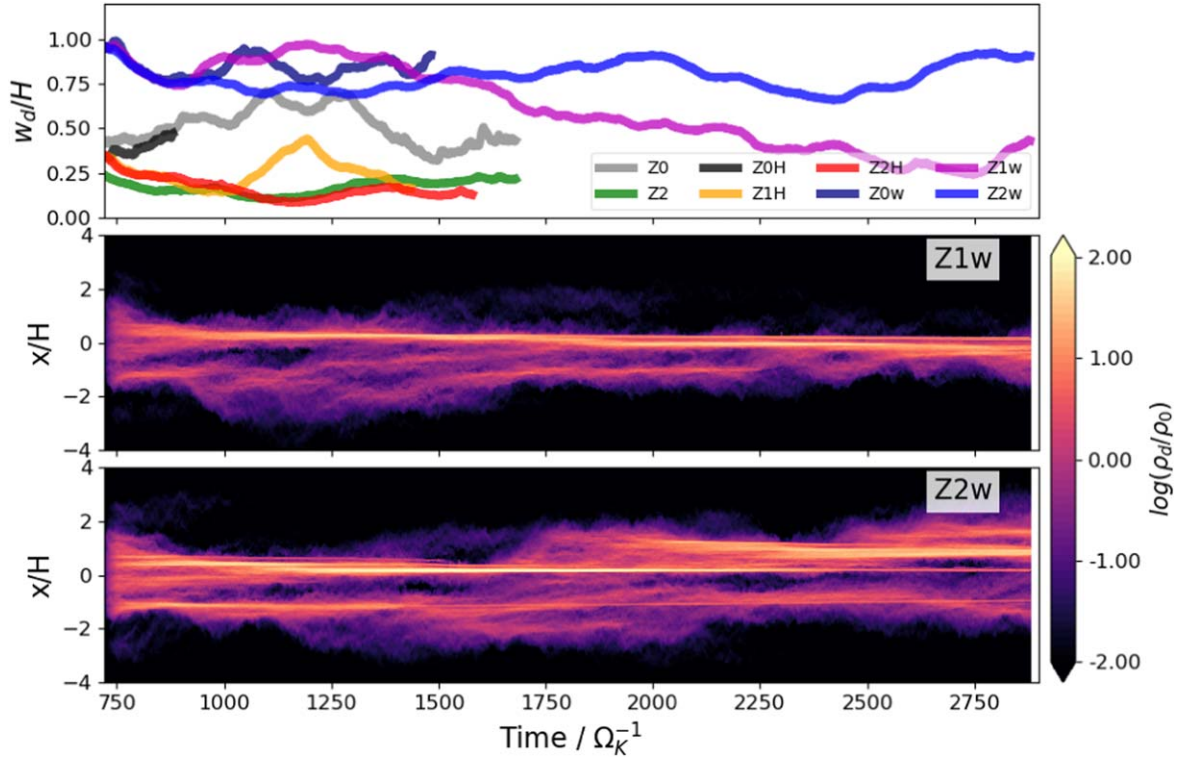 1.00
0.75
0.50
0.25
0.00
w_d/H
Z0 Z0H Z2H Z1w
Z2 Z1H Z0w Z2w
4
2
0
−2
−4
x/H
Z1w
4
2
0
−2
−4
x/H
Z2w
750 1000 1250 1500 1750 2000 2250 2500 2750
Time / Ω_K^{-1}
2.00
1.00
0.00
-1.00
-2.00
log(ρ_d/ρ_0)